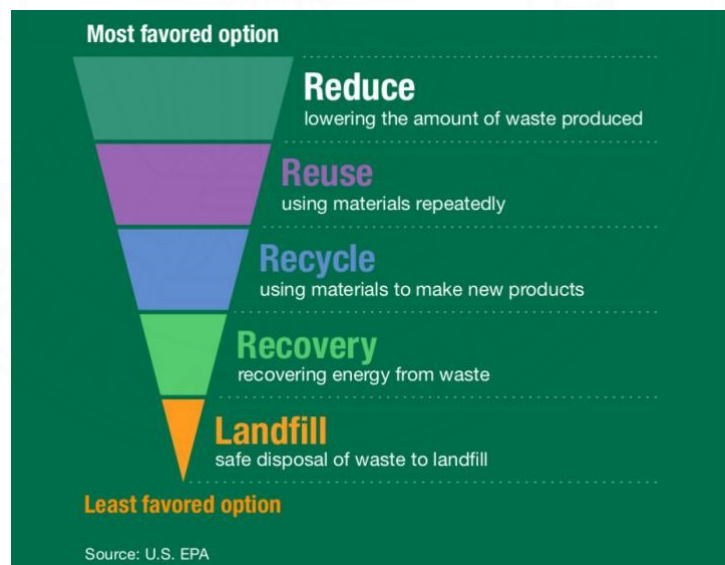 Most favored option
Reduce
lowering the amount of waste produced
Reuse
using materials repeatedly
Recycle
using materials to make new products
Recovery
recovering energy from waste
Landfill
safe disposal of waste to landfill
Least favored option
Source: U.S. EPA